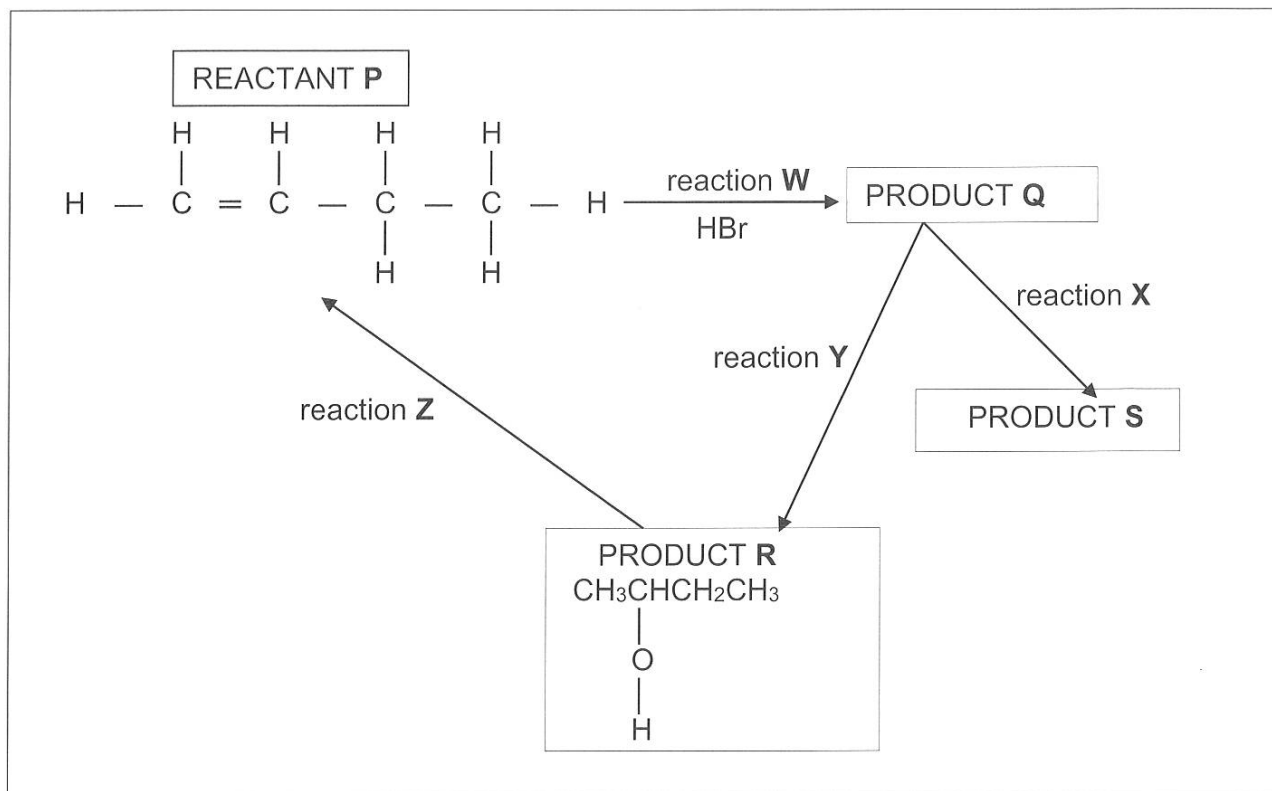 REACTANT P
H H H H
H — C = C — C — C — H
H H
reaction W
HBr
PRODUCT Q
reaction X
reaction Y
PRODUCT S
reaction Z
PRODUCT R
CH₃CHCH₂CH₃
O
H